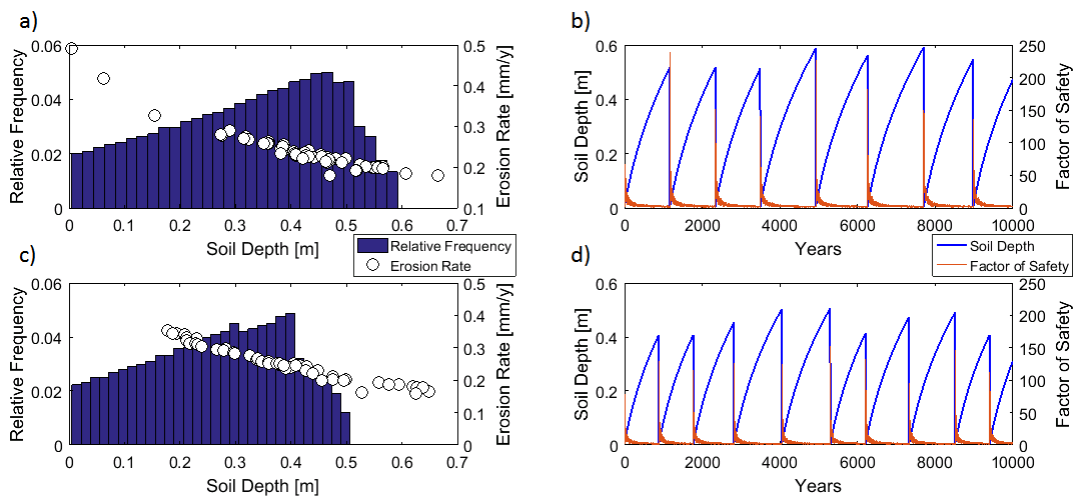 a)
0.06
0.04
0.02
0
Relative Frequency
0 0.1 0.2 0.3 0.4 0.5 0.6 0.7
Soil Depth [m]
0.5
0.4
0.3
0.2
0.1
Erosion Rate [mm/y]
b)
0.6
0.4
0.2
0
Soil Depth [m]
0 2000 4000 6000 8000 10000
Years
250
200
150
100
50
0
Factor of Safety
Relative Frequency
Erosion Rate
Soil Depth
Factor of Safety
c)
0.06
0.04
0.02
0
Relative Frequency
0 0.1 0.2 0.3 0.4 0.5 0.6 0.7
Soil Depth [m]
0.5
0.4
0.3
0.2
0.1
0
Erosion Rate [mm/y]
d)
0.6
0.4
0.2
0
Soil Depth [m]
0 2000 4000 6000 8000 10000
Years
250
200
150
100
50
0
Factor of Safety